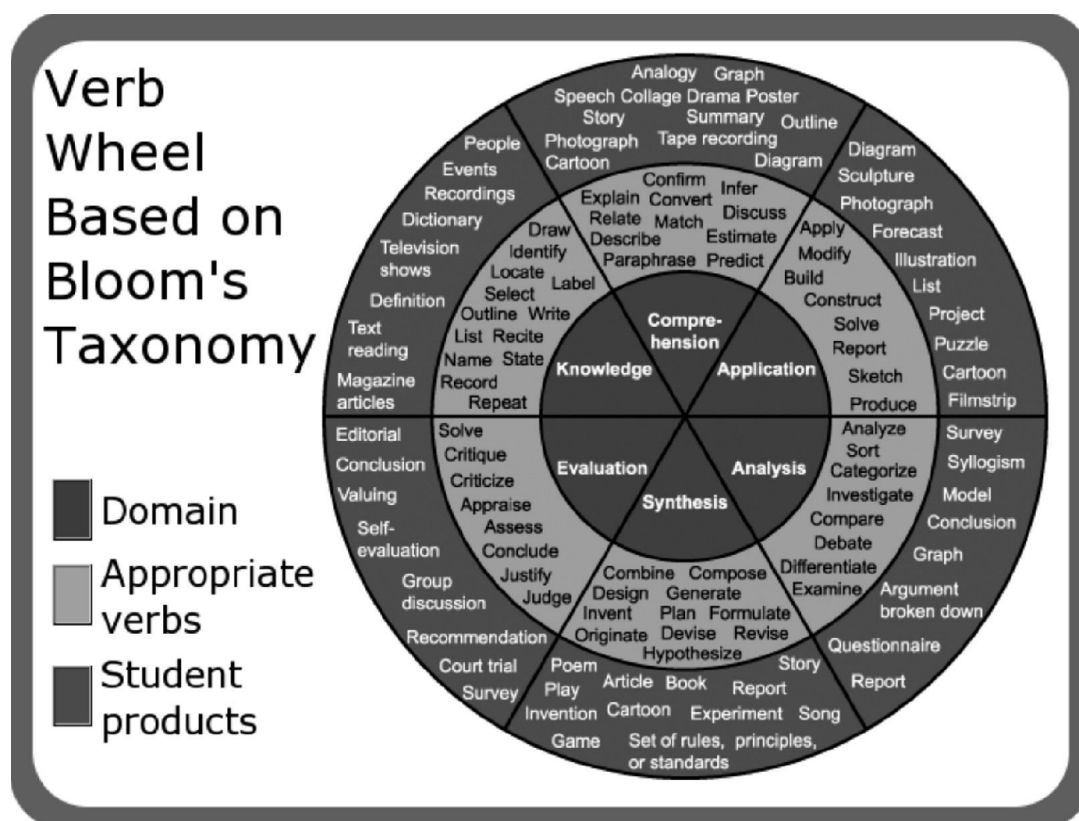 Verb
Wheel
Based on
Bloom's
Taxonomy
Domain
Appropriate
verbs
Student
products
Knowledge
Compre-
hension
Application
Analysis
Synthesis
Evaluation
Draw
Identify
Locate
Label
Select
Outline Write
List Recite
Name State
Record
Repeat
Confirm
Infer
Explain Convert
Relate Match Discuss
Describe Estimate
Paraphrase Predict
Apply
Modify
Build
Construct
Solve
Report
Sketch
Produce
Analyze
Sort
Categorize
Investigate
Compare
Debate
Differentiate
Examine
Combine Compose
Design Generate
Invent Plan Formulate
Originate Devise Revise
Hypothesize
Solve
Critique
Criticize
Appraise
Assess
Conclude
Justify
Judge
People
Events
Recordings
Dictionary
Television
shows
Definition
Text
reading
Magazine
articles
Analogy Graph
Speech Collage Drama Poster
Story Summary Outline
Photograph Tape recording
Cartoon Diagram
Diagram
Sculpture
Photograph
Forecast
Illustration
List
Project
Puzzle
Cartoon
Filmstrip
Survey
Syllogism
Model
Conclusion
Graph
Argument
broken down
Questionnaire
Report
Poem Story
Play Article Book Report
Invention Cartoon Experiment Song
Game Set of rules, principles,
or standards
Editorial
Conclusion
Valuing
Self-
evaluation
Group
discussion
Recommendation
Court trial
Survey